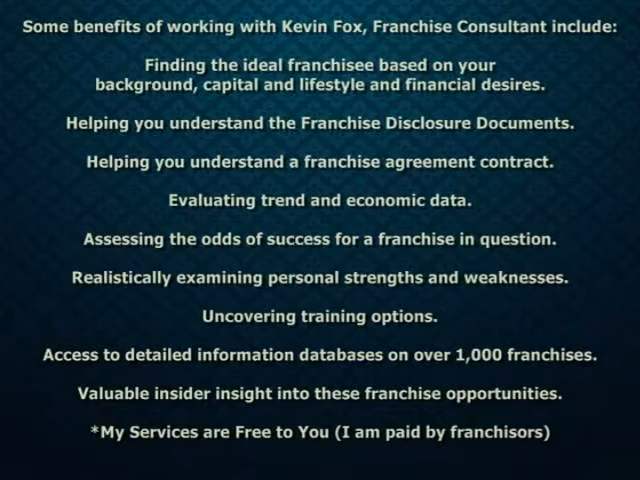 Some benefits of working with Kevin Fox, Franchise Consultant include:
Finding the ideal franchisee based on your
background, capital and lifestyle and financial desires.
Helping you understand the Franchise Disclosure Documents.
Helping you understand a franchise agreement contract.
Evaluating trend and economic data.
Assessing the odds of success for a franchise in question.
Realistically examining personal strengths and weaknesses.
Uncovering training options.
Access to detailed information databases on over 1,000 franchises.
Valuable insider insight into these franchise opportunities.
*My Services are Free to You (I am paid by franchisors)